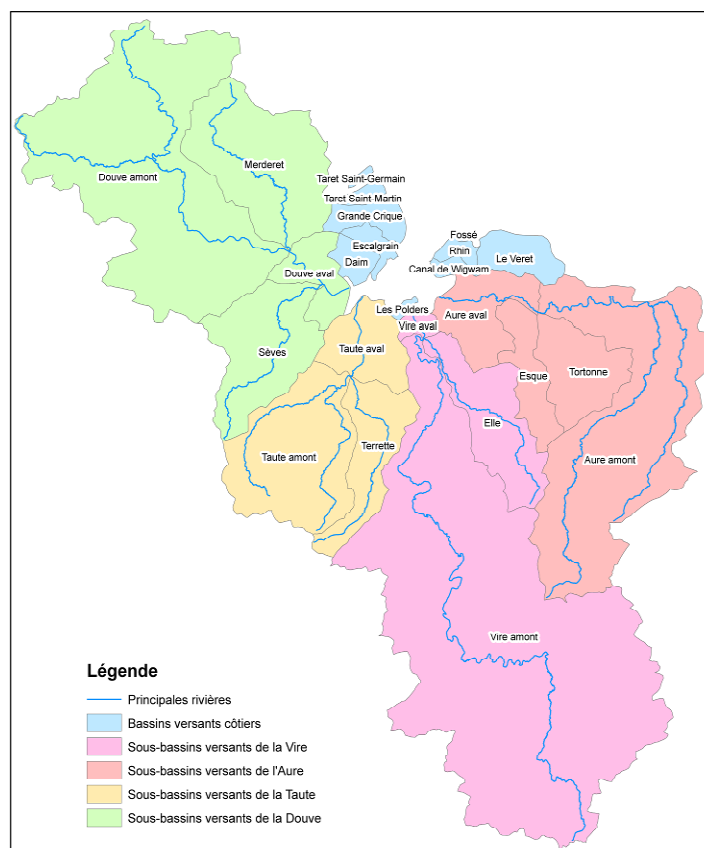 Merderet
Douve amont
Taret Saint-Germain
Taret Saint-Martin
Grande Crique
Escalgrain
Daim
Fossé
Rhin
Le Veret
Canal de Wigwam
Douve aval
Les Polders
Vire aval
Aure aval
Taute aval
Sèves
Esque
Tortonne
Elle
Terrette
Taute amont
Aure amont
Vire amont
Légende
Principales rivières
Bassins versants côtiers
Sous-bassins versants de la Vire
Sous-bassins versants de l'Aure
Sous-bassins versants de la Taute
Sous-bassins versants de la Douve